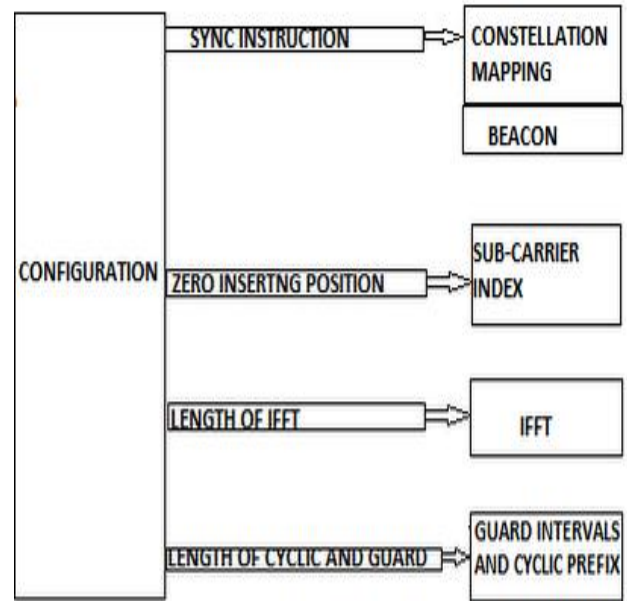 SYNC INSTRUCTION
CONSTELLATION
MAPPING
BEACON
CONFIGURATION
ZERO INSERTNG POSITION
SUB-CARRIER
INDEX
LENGTH OF IFFT
IFFT
LENGTH OF CYCLIC AND GUARD
GUARD INTERVALS
AND CYCLIC PREFIX